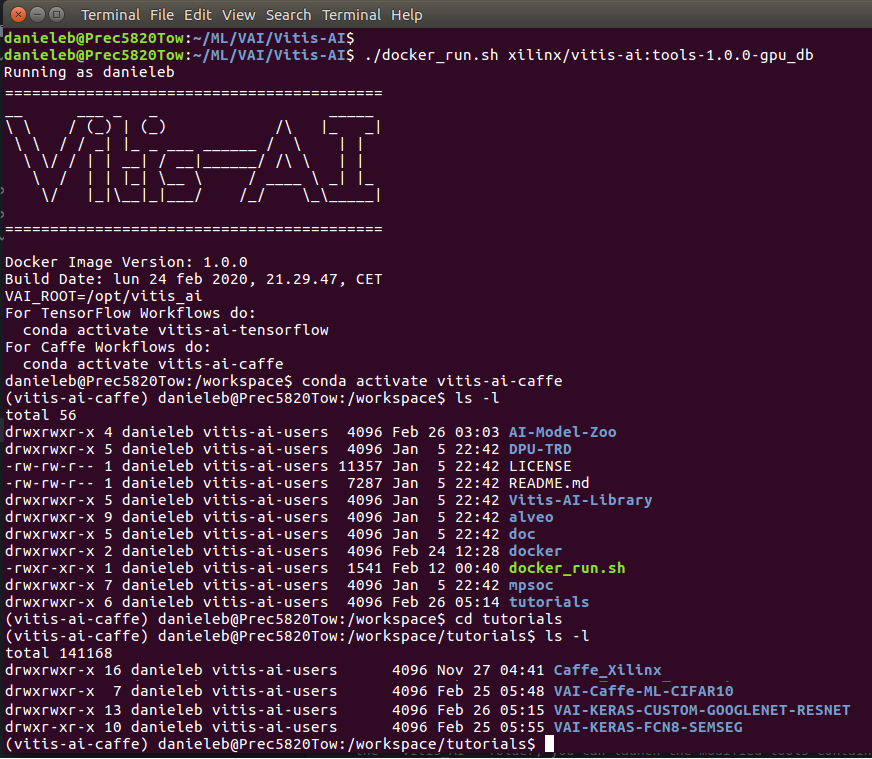 Terminal File Edit View Search Terminal Help
danieleb@Prec5820Tow:~/ML/VAI/Vitis-AI$
danieleb@Prec5820Tow:~/ML/VAI/Vitis-AI$ ./docker_run.sh xilinx/vitis-ai:tools-1.0.0-gpu_db
Running as danieleb
==========================================
Vitis-AI
==========================================
Docker Image Version: 1.0.0
Build Date: lun 24 feb 2020, 21.29.47, CET
VAI_ROOT=/opt/vitis_ai
For TensorFlow Workflows do:
  conda activate vitis-ai-tensorflow
For Caffe Workflows do:
  conda activate vitis-ai-caffe
danieleb@Prec5820Tow:/workspace$ conda activate vitis-ai-caffe
(vitis-ai-caffe) danieleb@Prec5820Tow:/workspace$ ls -l
total 56
drwxrwxr-x 4 danieleb vitis-ai-users  4096 Feb 26 03:03 AI-Model-Zoo
drwxrwxr-x 5 danieleb vitis-ai-users  4096 Jan  5 22:42 DPU-TRD
-rw-rw-r-- 1 danieleb vitis-ai-users 11357 Jan  5 22:42 LICENSE
-rw-rw-r-- 1 danieleb vitis-ai-users  7287 Jan  5 22:42 README.md
drwxrwxr-x 5 danieleb vitis-ai-users  4096 Jan  5 22:42 Vitis-AI-Library
drwxrwxr-x 9 danieleb vitis-ai-users  4096 Jan  5 22:42 alveo
drwxrwxr-x 5 danieleb vitis-ai-users  4096 Jan  5 22:42 doc
drwxrwxr-x 2 danieleb vitis-ai-users  4096 Feb 24 12:28 docker
-rwxr-xr-x 1 danieleb vitis-ai-users  1541 Feb 12 00:40 docker_run.sh
drwxrwxr-x 7 danieleb vitis-ai-users  4096 Jan  5 22:42 mpsoc
drwxrwxr-x 6 danieleb vitis-ai-users  4096 Feb 26 05:14 tutorials
(vitis-ai-caffe) danieleb@Prec5820Tow:/workspace$ cd tutorials
(vitis-ai-caffe) danieleb@Prec5820Tow:/workspace/tutorials$ ls -l
total 141168
drwxrwxr-x 16 danieleb vitis-ai-users      4096 Nov 27 04:41 Caffe_Xilinx
drwxrwxr-x  7 danieleb vitis-ai-users      4096 Feb 25 05:48 VAI-Caffe-ML-CIFAR10
drwxrwxr-x 13 danieleb vitis-ai-users      4096 Feb 26 05:15 VAI-KERAS-CUSTOM-GOOGLENET-RESNET
drwxr-xr-x 10 danieleb vitis-ai-users      4096 Feb 25 05:55 VAI-KERAS-FCN8-SEMSEG
(vitis-ai-caffe) danieleb@Prec5820Tow:/workspace/tutorials$